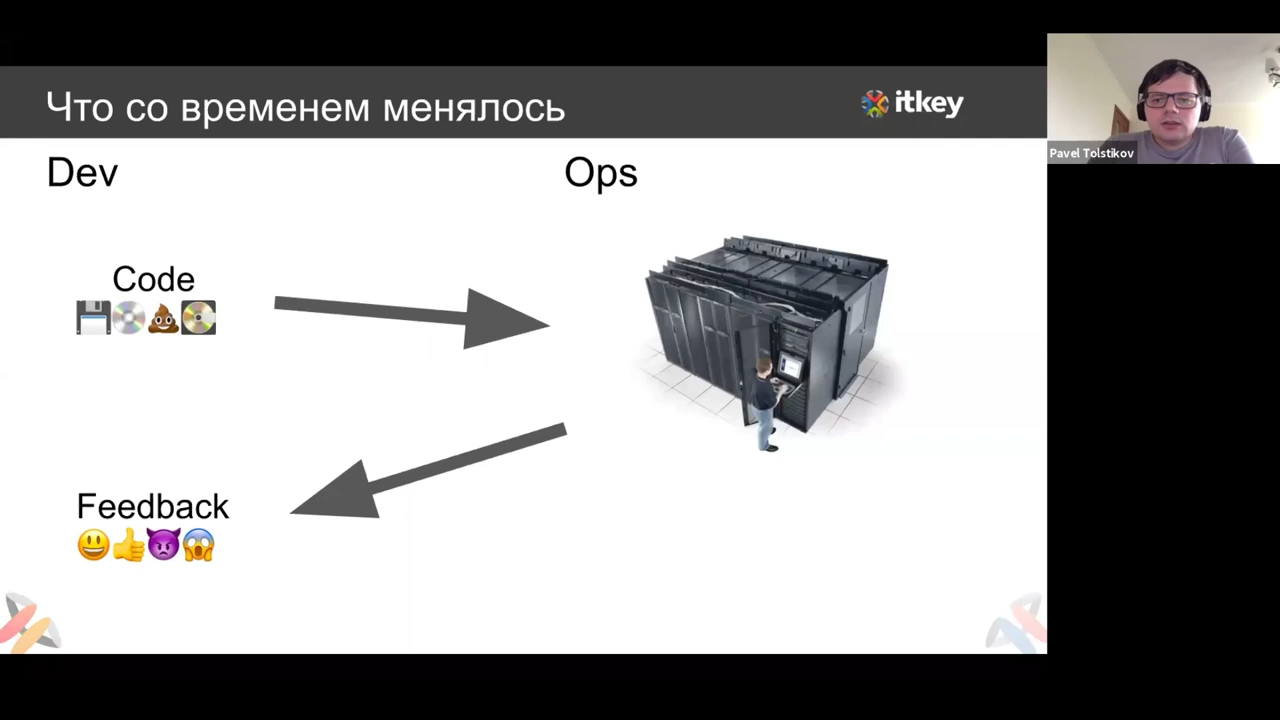 Что со временем менялось
itkey
Dev
Ops
Code
Feedback
Pavel Tolstikov